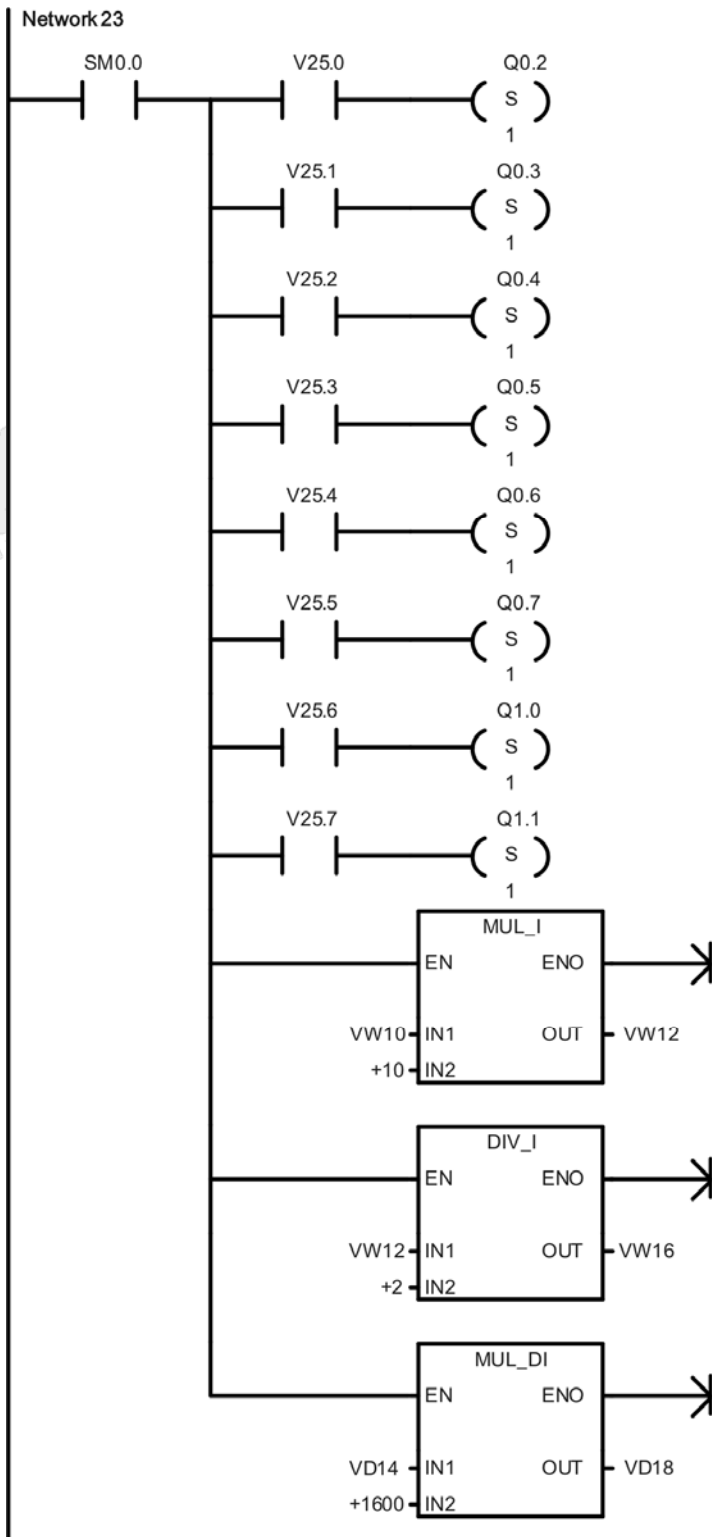 Network 23
SM0.0 V25.0 Q0.2
S
1
V25.1 Q0.3
S
1
V25.2 Q0.4
S
1
V25.3 Q0.5
S
1
V25.4 Q0.6
S
1
V25.5 Q0.7
S
1
V25.6 Q1.0
S
1
V25.7 Q1.1
S
1
MUL_I
EN ENO
VW10 IN1 OUT VW12
+10 IN2
DIV_I
EN ENO
VW12 IN1 OUT VW16
+2 IN2
MUL_DI
EN ENO
VD14 IN1 OUT VD18
+1600 IN2